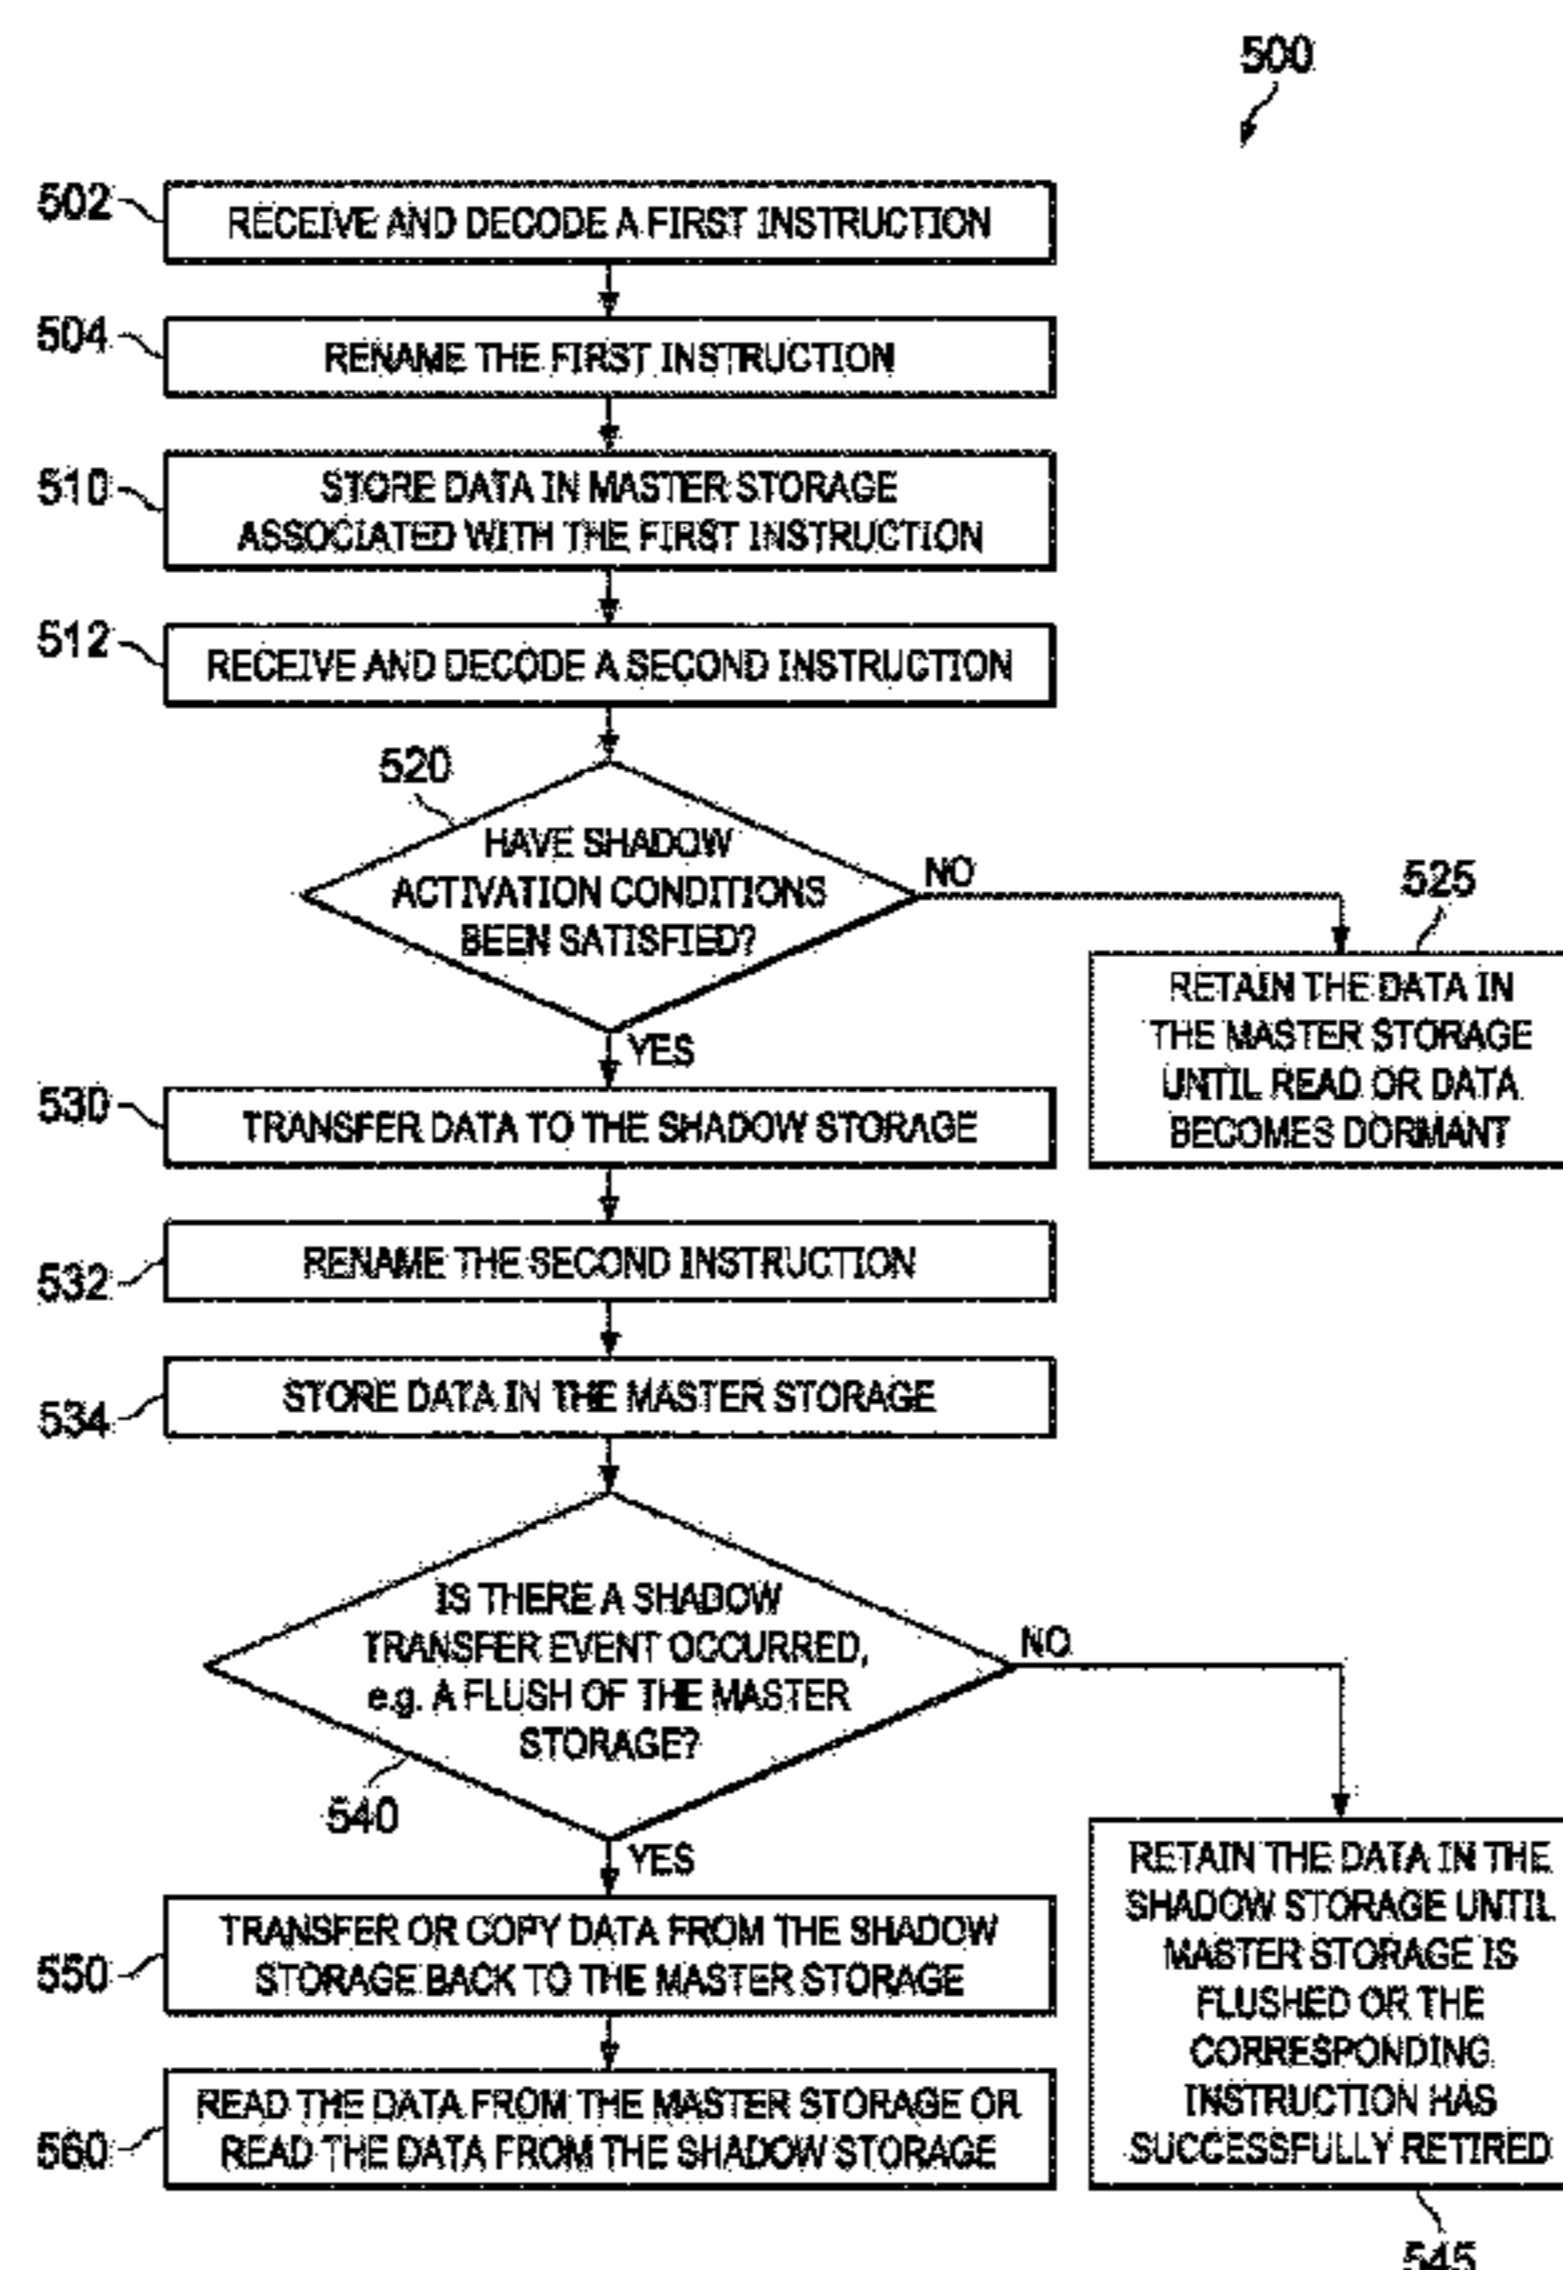 500
502
RECEIVE AND DECODE A FIRST INSTRUCTION
504
RENAME THE FIRST INSTRUCTION
510
STORE DATA IN MASTER STORAGE
ASSOCIATED WITH THE FIRST INSTRUCTION
512
RECEIVE AND DECODE A SECOND INSTRUCTION
520
HAVE SHADOW
ACTIVATION CONDITIONS
BEEN SATISFIED?
NO
525
RETAIN THE DATA IN
THE MASTER STORAGE
UNTIL READ OR DATA
BECOMES DORMANT
YES
530
TRANSFER DATA TO THE SHADOW STORAGE
532
RENAME THE SECOND INSTRUCTION
534
STORE DATA IN THE MASTER STORAGE
IS THERE A SHADOW
TRANSFER EVENT OCCURRED,
e.g. A FLUSH OF THE MASTER
STORAGE?
540
NO
YES
RETAIN THE DATA IN THE
SHADOW STORAGE UNTIL
MASTER STORAGE IS
FLUSHED OR THE
CORRESPONDING
INSTRUCTION HAS
SUCCESSFULLY RETIRED
545
550
TRANSFER OR COPY DATA FROM THE SHADOW
STORAGE BACK TO THE MASTER STORAGE
560
READ THE DATA FROM THE MASTER STORAGE OR
READ THE DATA FROM THE SHADOW STORAGE